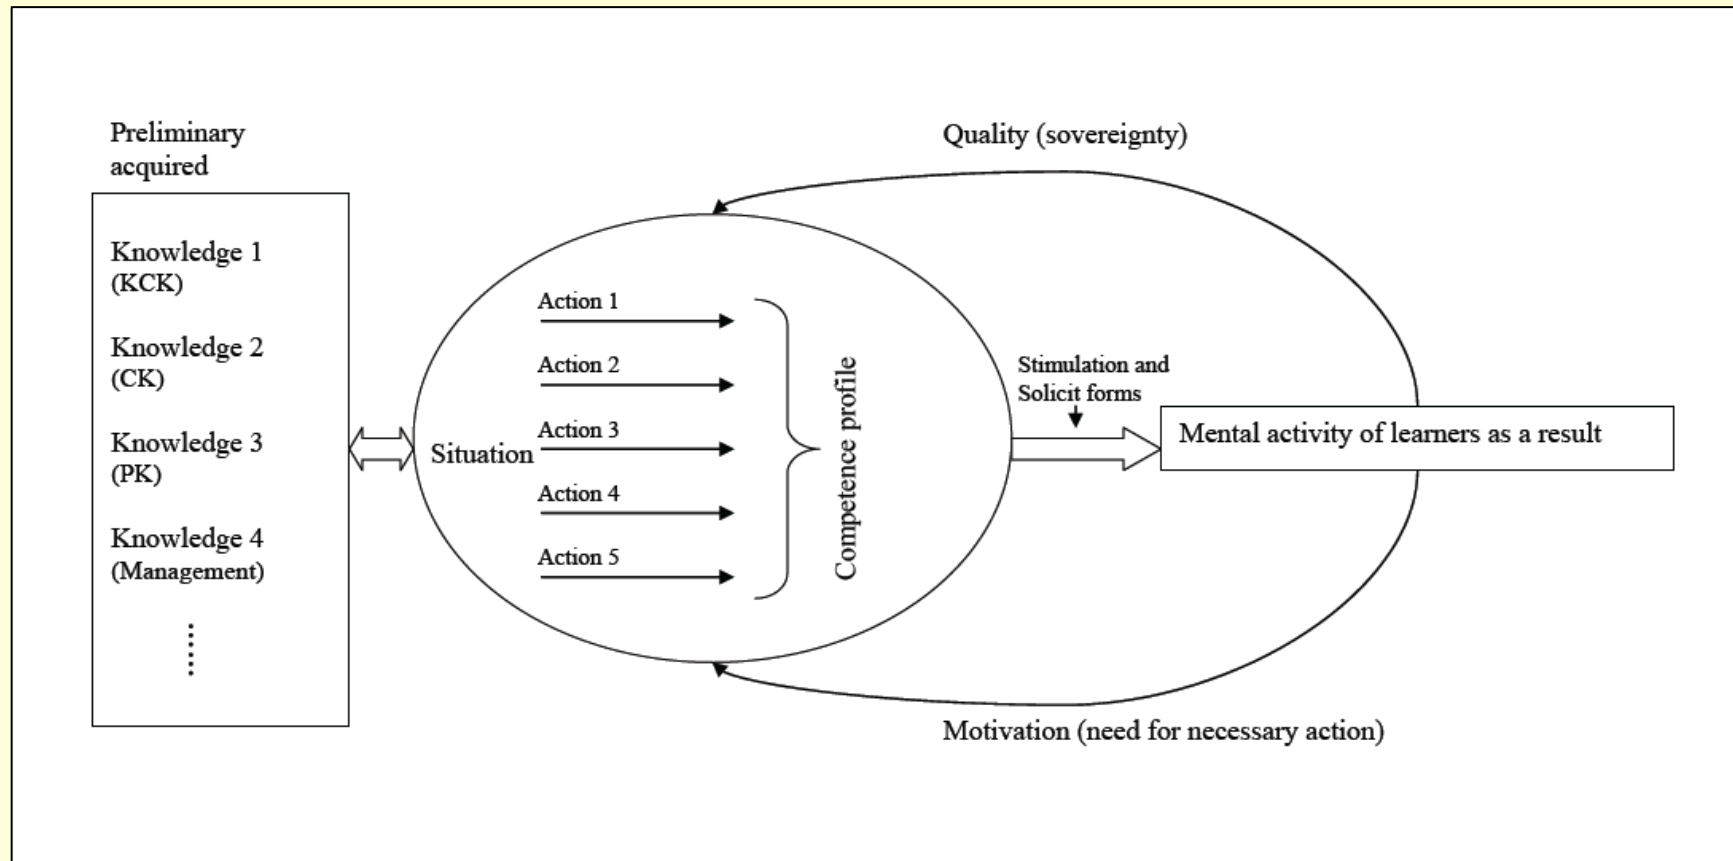 Preliminary
acquired
Knowledge 1
(KCK)
Knowledge 2
(CK)
Knowledge 3
(PK)
Knowledge 4
(Management)
Situation
Action 1
Action 2
Action 3
Action 4
Action 5
Competence profile
Quality (sovereignty)
Stimulation and
Solicit forms
Mental activity of learners as a result
Motivation (need for necessary action)